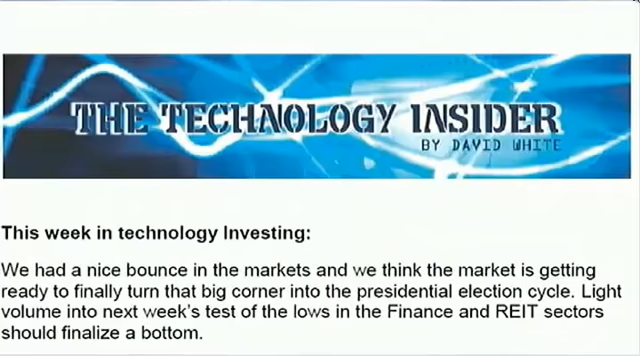 THE TECHNOLOGY INSIDER
BY DAVID WHITE
This week in technology Investing:
We had a nice bounce in the markets and we think the market is getting
ready to finally turn that big corner into the presidential election cycle. Light
volume into next week's test of the lows in the Finance and REIT sectors
should finalize a bottom.